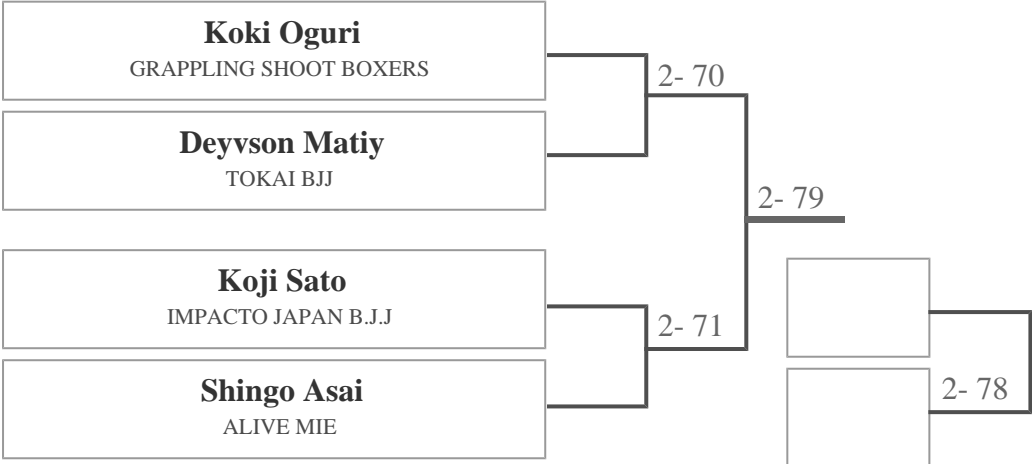 Koki Oguri
GRAPPLING SHOOT BOXERS
2- 70
Deyvson Matiy
TOKAI BJJ
2- 79
Koji Sato
IMPACTO JAPAN B.J.J
2- 71
Shingo Asai
ALIVE MIE
2- 78